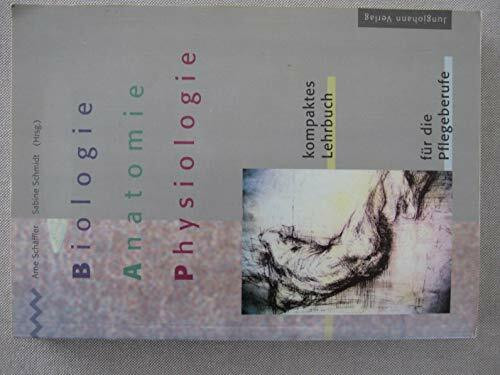 Arne Schäffler Sabine Schmidt (Hrsg.)
Biologie
Anatomie
Physiologie
kompaktes
Lehrbuch
für die
Pflegeberufe
Jungjohann Verlag